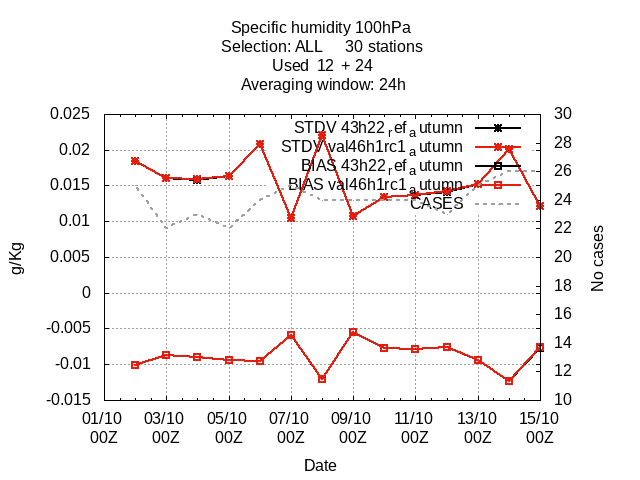 Specific humidity 100hPa
Selection: ALL 30 stations
Used 12 + 24
Averaging window: 24h
0.025
0.02
0.015
0.01
0.005
0
-0.005
-0.01
-0.015
g/Kg
STDV 43h22_ref_autumn
STDV val46h1rc1_autumn
BIAS 43h22_ref_autumn
BIAS val46h1rc1_autumn
CASES
30
28
26
24
22
20
18
16
14
12
10
No cases
01/10 03/10 05/10 07/10 09/10 11/10 13/10 15/10
00Z 00Z 00Z 00Z 00Z 00Z 00Z 00Z
Date